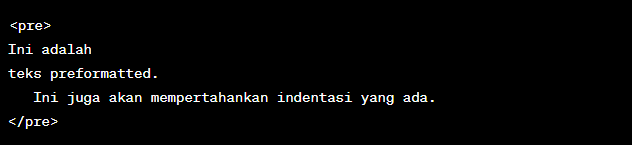 <pre>
Ini adalah
teks preformatted.
   Ini juga akan mempertahankan indentasi yang ada.
</pre>